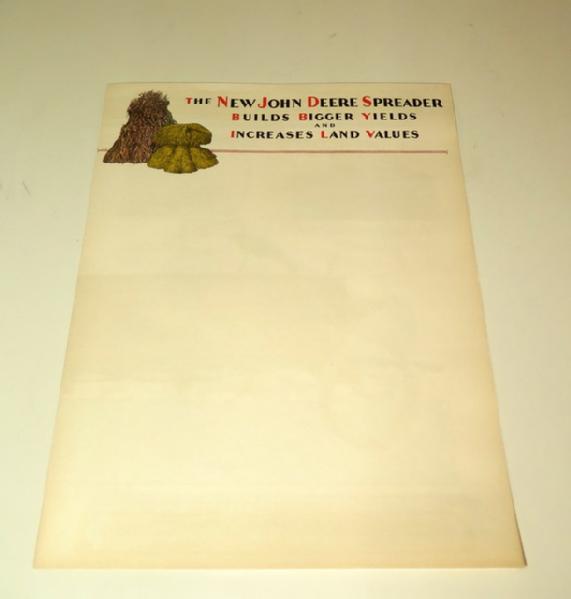 THE NEW JOHN DEERE SPREADER
BUILDS BIGGER YIELDS
AND
INCREASES LAND VALUES